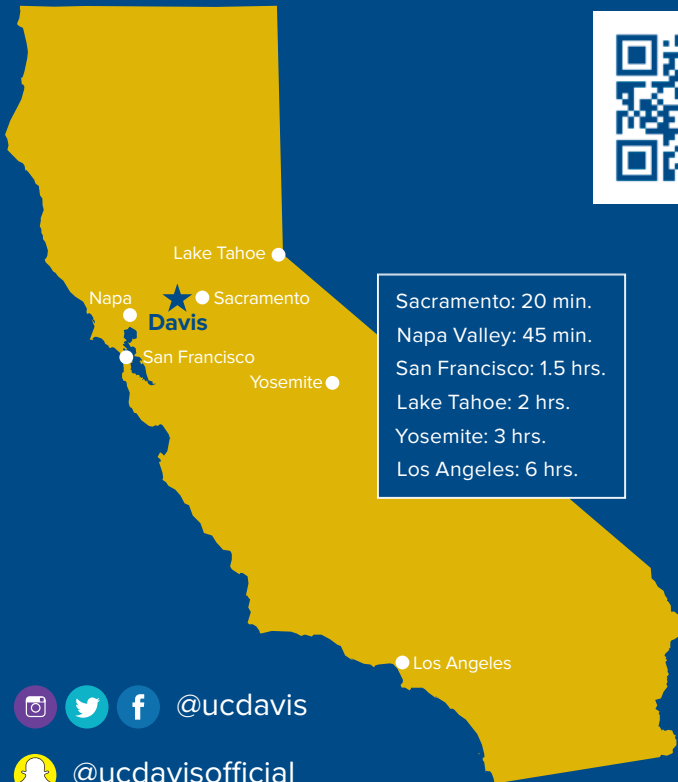 Lake Tahoe
Napa
Sacramento
Davis
San Francisco
Yosemite
Sacramento: 20 min.
Napa Valley: 45 min.
San Francisco: 1.5 hrs.
Lake Tahoe: 2 hrs.
Yosemite: 3 hrs.
Los Angeles: 6 hrs.
Los Angeles
@ucdavis
@ucdavisofficial